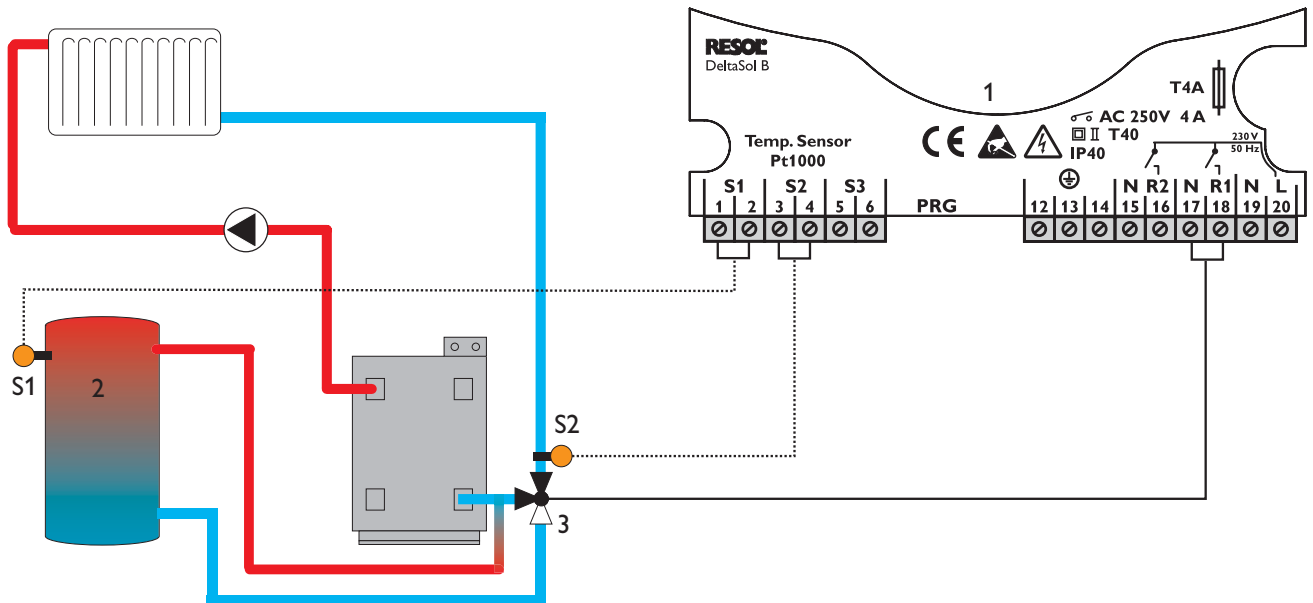 RESOL®
DeltaSol B
1
T4A
AC 250V 4 A
II T40
IP40
230 V
50 Hz
Temp. Sensor
Pt1000
S1 S2 S3
N R2 N R1 N L
1 2 3 4 5 6
PRG
12 13 14 15 16 17 18 19 20
S1
2
S2
3